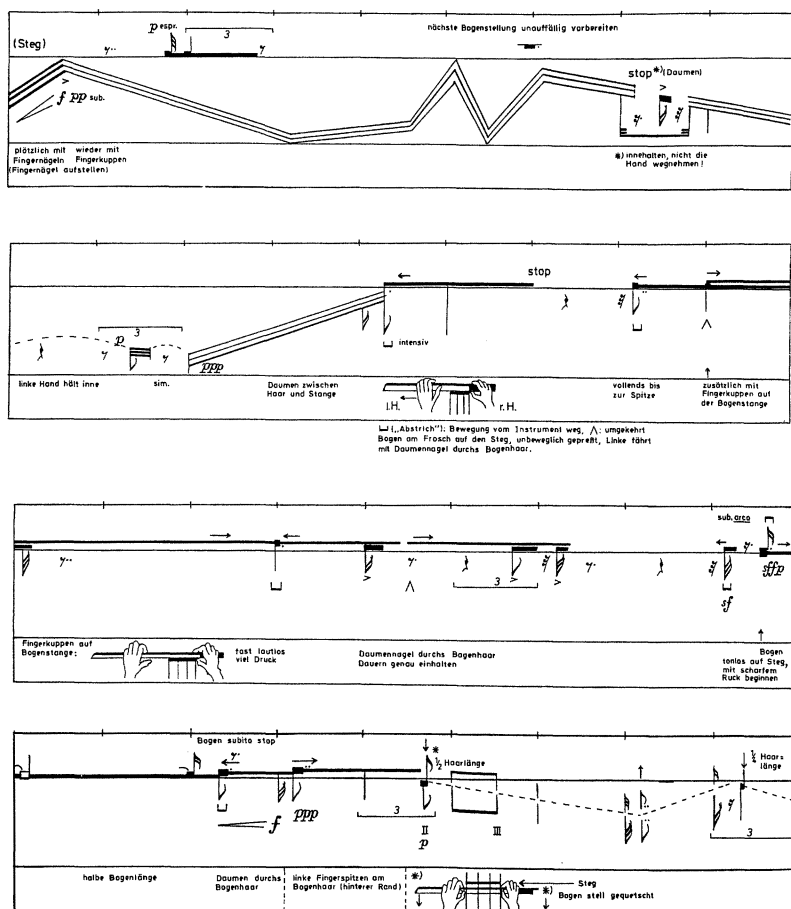 p espr.
nächste Bogenstellung unauffällig vorbereiten
3
(Steg)
stop *) (Daumen)
f pp sub.
plötzlich mit wieder mit
Fingernägeln Fingerkuppen
(Fingernägel aufstellen)
*) innehalten, nicht die
Hand wegnehmen!
stop
3
p
intensiv
ppp
linke Hand hält inne
sim.
Daumen zwischen
Haar und Stange
l.H.
r.H.
vollends bis
zur Spitze
zusätzlich mit
Fingerkuppen auf
der Bogenstange
("Abstrich"): Bewegung vom Instrument weg, Λ: umgekehrt
Bogen am Frosch auf den Steg, unbeweglich gepreßt, Linke fährt
mit Daumennagel durchs Bogenhaar.
sub. arco
3
sf
sffp
Fingerkuppen auf
Bogenstange:
fast lautlos
viel Druck
Daumennagel durchs Bogenhaar
Dauern genau einhalten
Bogen
tonlos auf Steg,
mit scharfem
Ruck beginnen
Bogen subito stop
*
1/2 Haarlänge
1/4 Haar=
länge
f
ppp
3
II
p
III
3
halbe Bogenlänge
Daumen durchs
Bogenhaar
linke Fingerspitzen am
Bogenhaar (hinterer Rand)
*)
Steg
*)
Bogen steil gequetscht